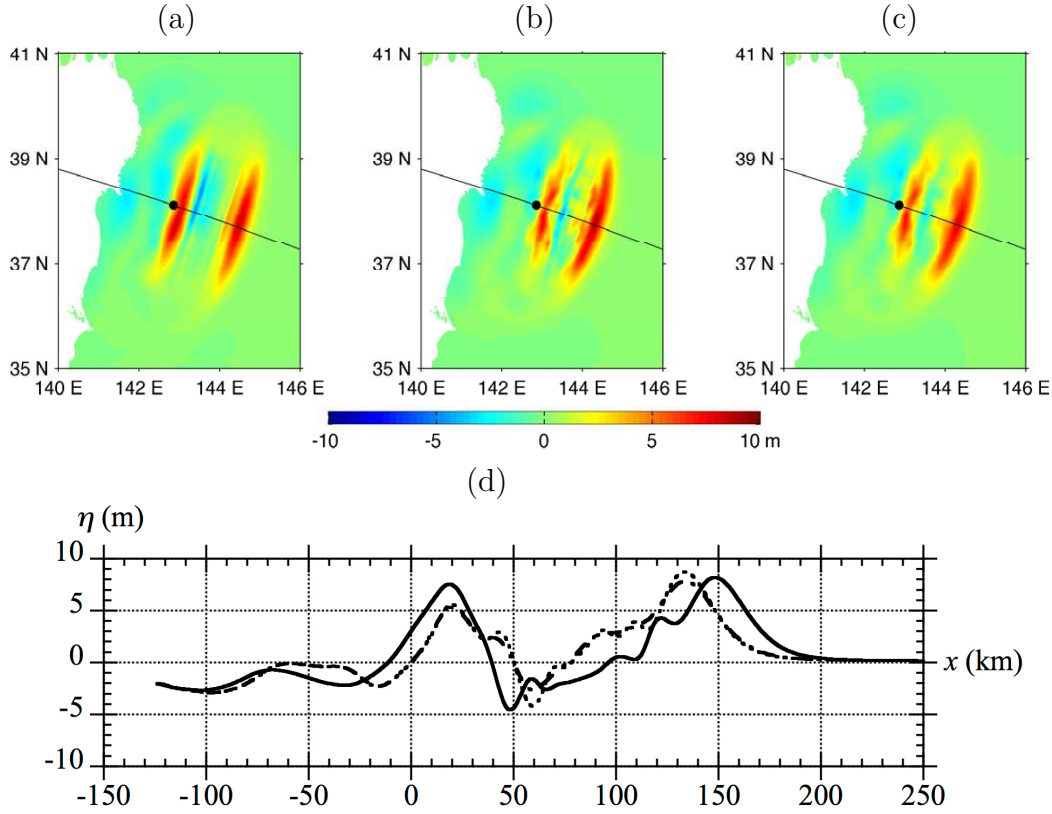 (a) (b) (c)
41 N 41 N 41 N
39 N 39 N 39 N
37 N 37 N 37 N
35 N 35 N 35 N
140 E 142 E 144 E 146 E 140 E 142 E 144 E 146 E 140 E 142 E 144 E 146 E
-10 -5 0 5 10 m
(d)
η (m)
10
5
0 x (km)
-5
-10
-150 -100 -50 0 50 100 150 200 250